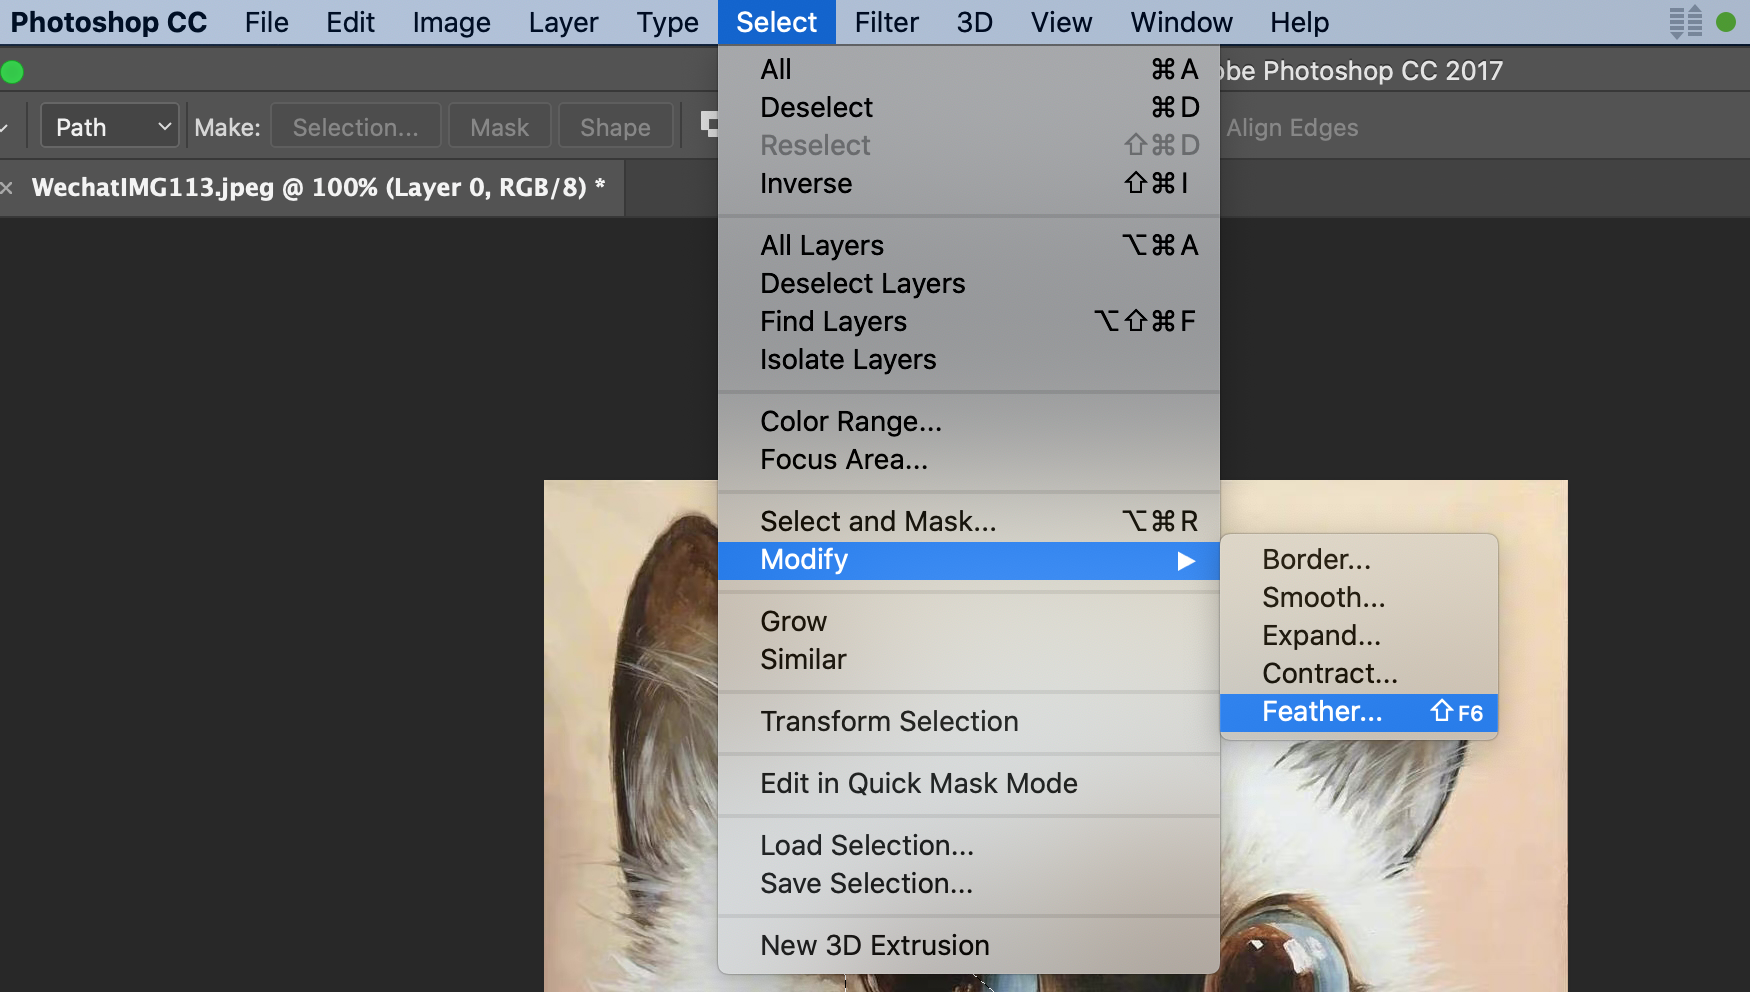 Photoshop CC File Edit Image Layer Type Select Filter 3D View Window Help
obe Photoshop CC 2017
Path Make: Selection... Mask Shape Align Edges
× WechatIMG113.jpeg @ 100% (Layer 0, RGB/8) *
All ⌘A
Deselect ⌘D
Reselect ⇧⌘D
Inverse ⇧⌘I
All Layers ⌥⌘A
Deselect Layers
Find Layers ⌥⇧⌘F
Isolate Layers
Color Range...
Focus Area...
Select and Mask... ⌥⌘R
Modify ▶
Grow
Similar
Transform Selection
Edit in Quick Mask Mode
Load Selection...
Save Selection...
New 3D Extrusion
Border...
Smooth...
Expand...
Contract...
Feather... ⇧F6